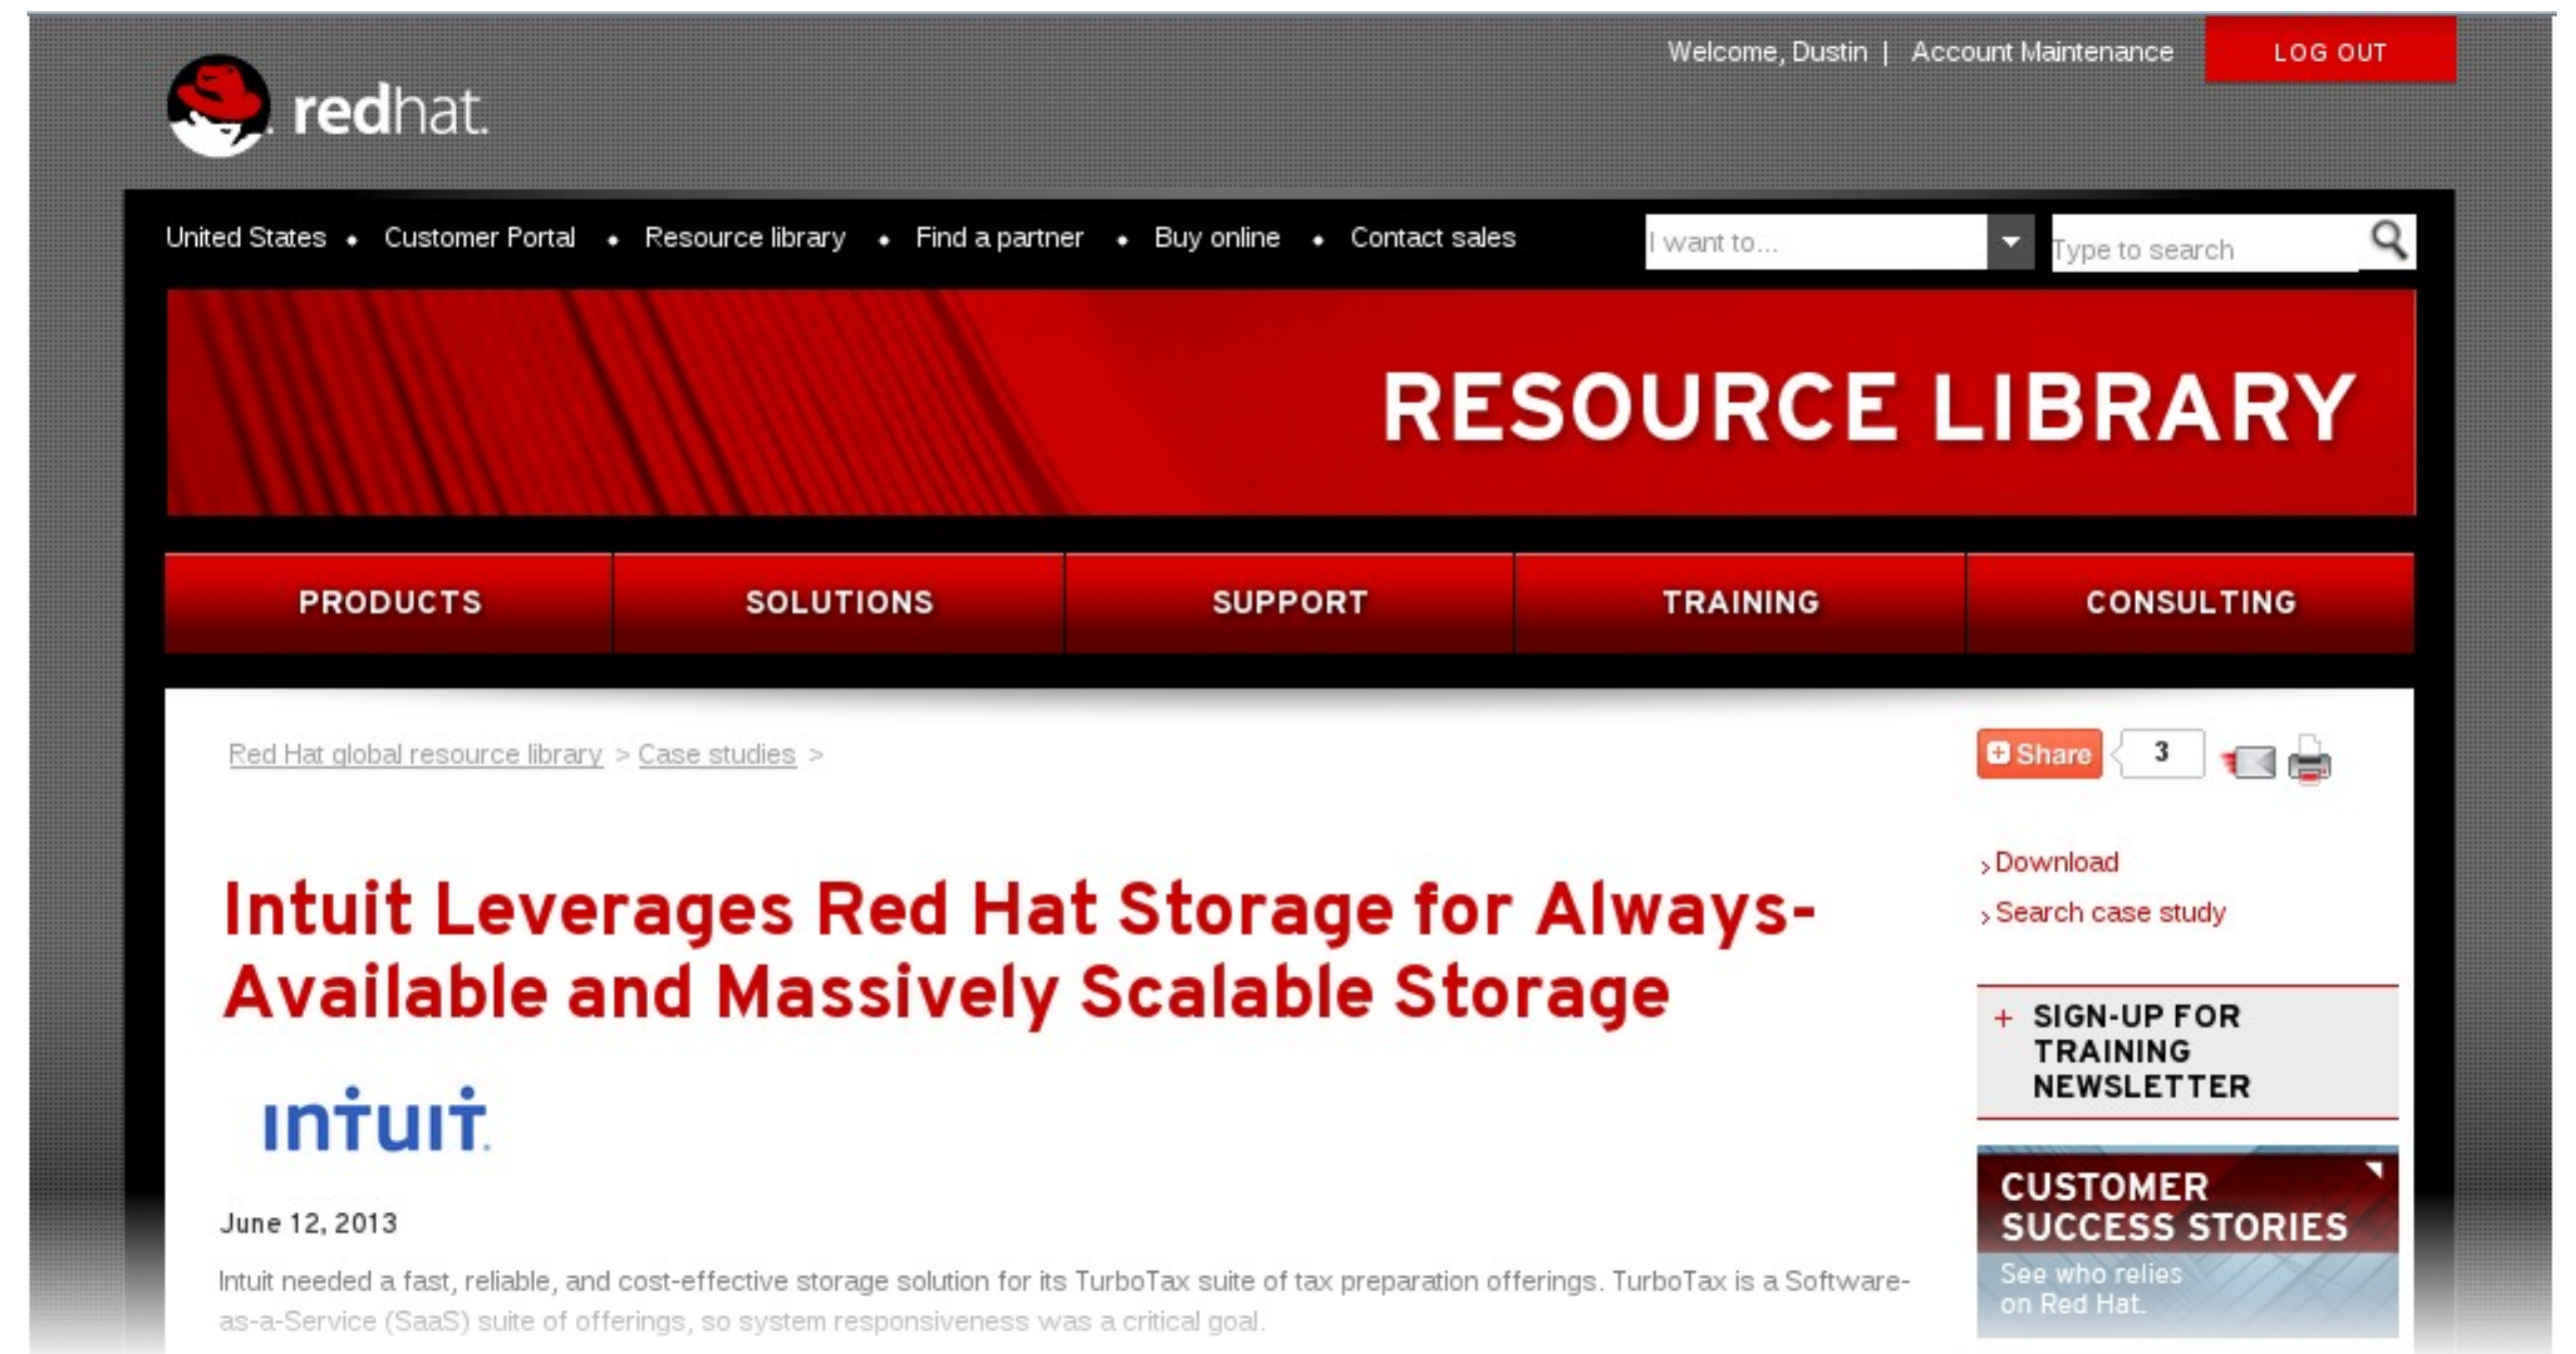 Welcome, Dustin | Account Maintenance LOG OUT
redhat.
United States • Customer Portal • Resource library • Find a partner • Buy online • Contact sales
I want to...
Type to search
RESOURCE LIBRARY
PRODUCTS SOLUTIONS SUPPORT TRAINING CONSULTING
Red Hat global resource library > Case studies >
Share 3
Intuit Leverages Red Hat Storage for Always-
Available and Massively Scalable Storage
intuit.
June 12, 2013
Intuit needed a fast, reliable, and cost-effective storage solution for its TurboTax suite of tax preparation offerings. TurboTax is a Software-
as-a-Service (SaaS) suite of offerings, so system responsiveness was a critical goal.
› Download
› Search case study
+ SIGN-UP FOR
TRAINING
NEWSLETTER
CUSTOMER
SUCCESS STORIES
See who relies
on Red Hat.